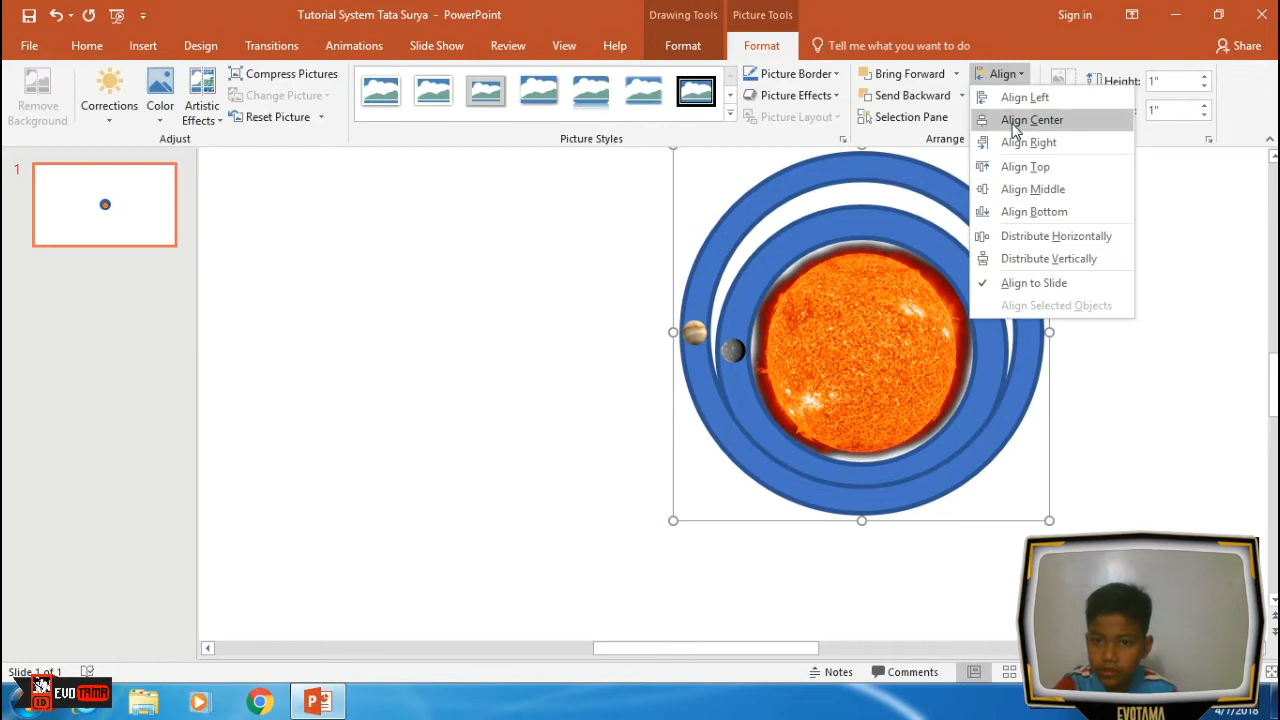 Tutorial System Tata Surya - PowerPoint
Drawing Tools
Picture Tools
Sign in
File
Home
Insert
Design
Transitions
Animations
Slide Show
Review
View
Help
Format
Format
Tell me what you want to do
Share
Remove Background
Corrections
Color
Artistic Effects
Compress Pictures
Change Picture
Reset Picture
Adjust
Picture Styles
Picture Border
Picture Effects
Picture Layout
Bring Forward
Send Backward
Selection Pane
Arrange
Align
Height:
1"
1"
Align Left
Align Center
Align Right
Align Top
Align Middle
Align Bottom
Distribute Horizontally
Distribute Vertically
Align to Slide
Align Selected Objects
1
Slide 1 of 1
Notes
Comments
ID
EVOTAMA
EVOTAMA
4/7/2018